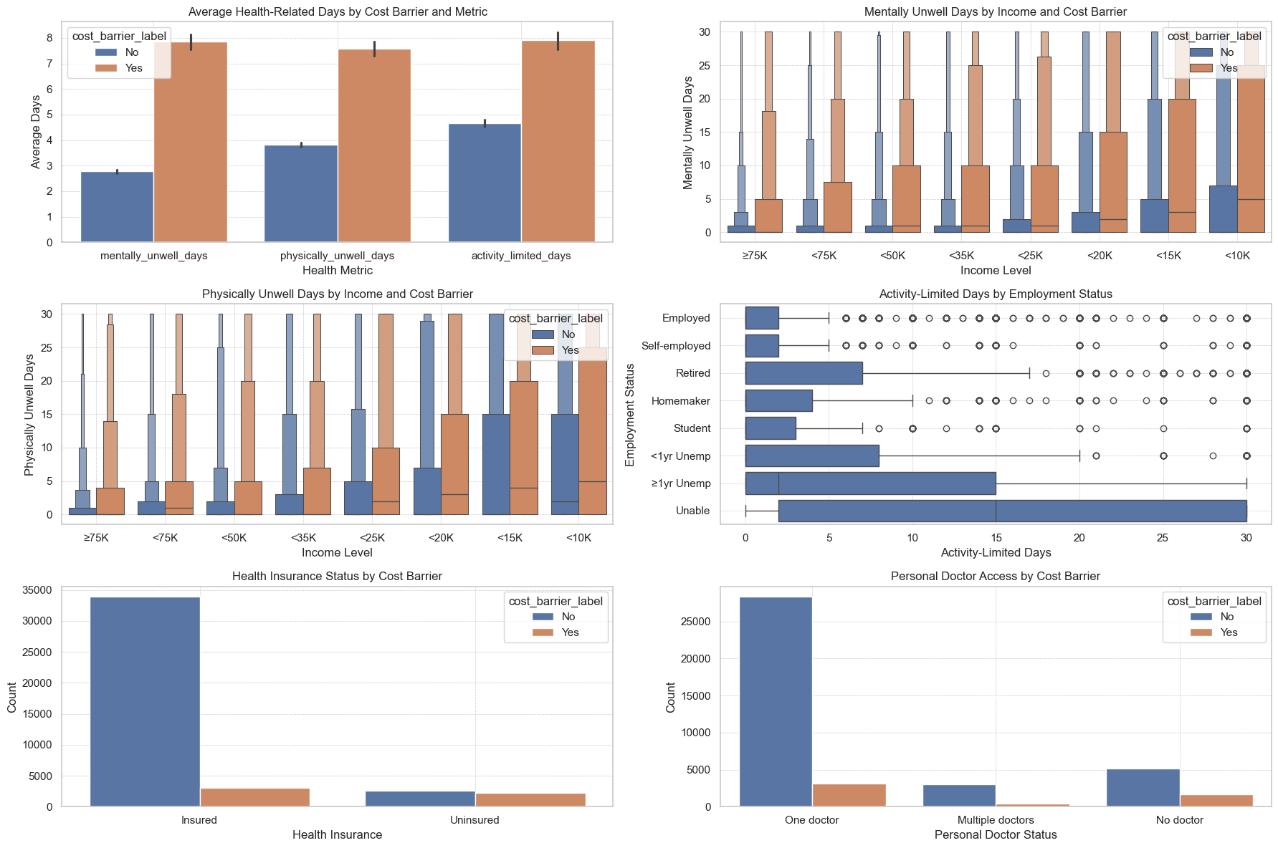 Average Health-Related Days by Cost Barrier and Metric
Average Days
8
7
6
5
4
3
2
1
0
cost_barrier_label
No
Yes
mentally_unwell_days physically_unwell_days activity_limited_days
Health Metric
Mentally Unwell Days by Income and Cost Barrier
Mentally Unwell Days
30
25
20
15
10
5
0
cost_barrier_label
No
Yes
≥75K <75K <50K <35K <25K <20K <15K <10K
Income Level
Physically Unwell Days by Income and Cost Barrier
Physically Unwell Days
30
25
20
15
10
5
0
cost_barrier_label
No
Yes
≥75K <75K <50K <35K <25K <20K <15K <10K
Income Level
Activity-Limited Days by Employment Status
Employment Status
Employed
Self-employed
Retired
Homemaker
Student
<1yr Unemp
≥1yr Unemp
Unable
0 5 10 15 20 25 30
Activity-Limited Days
Health Insurance Status by Cost Barrier
Count
35000
30000
25000
20000
15000
10000
5000
0
cost_barrier_label
No
Yes
Insured Uninsured
Health Insurance
Personal Doctor Access by Cost Barrier
Count
25000
20000
15000
10000
5000
0
cost_barrier_label
No
Yes
One doctor Multiple doctors No doctor
Personal Doctor Status